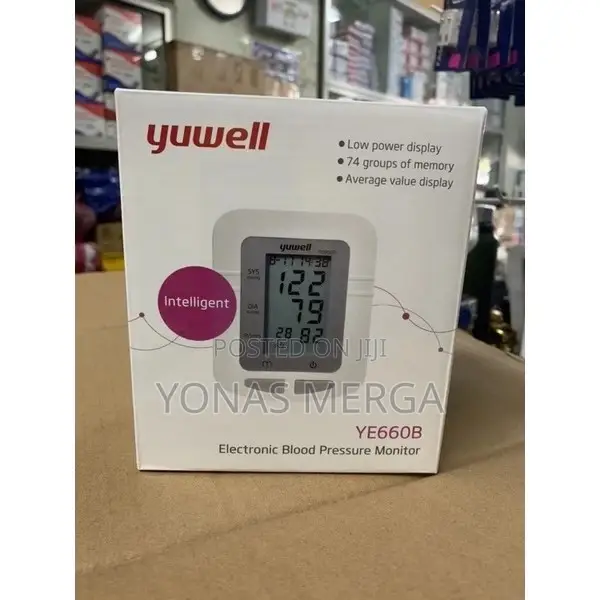 yuwell
• Low power display
• 74 groups of memory
• Average value display
yuwell
SYS
122
DIA
79
28 82
Intelligent
POSTED ON JIJI
YONAS MERGA
YE660B
Electronic Blood Pressure Monitor